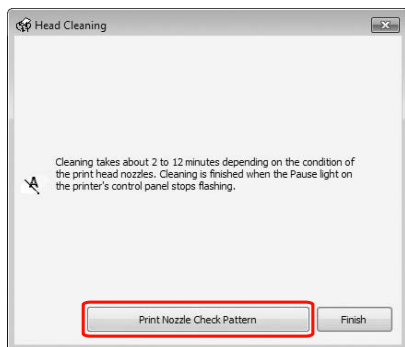 Head Cleaning
Cleaning takes about 2 to 12 minutes depending on the condition of
the print head nozzles. Cleaning is finished when the Pause light on
the printer's control panel stops flashing.
A
Print Nozzle Check Pattern
Finish